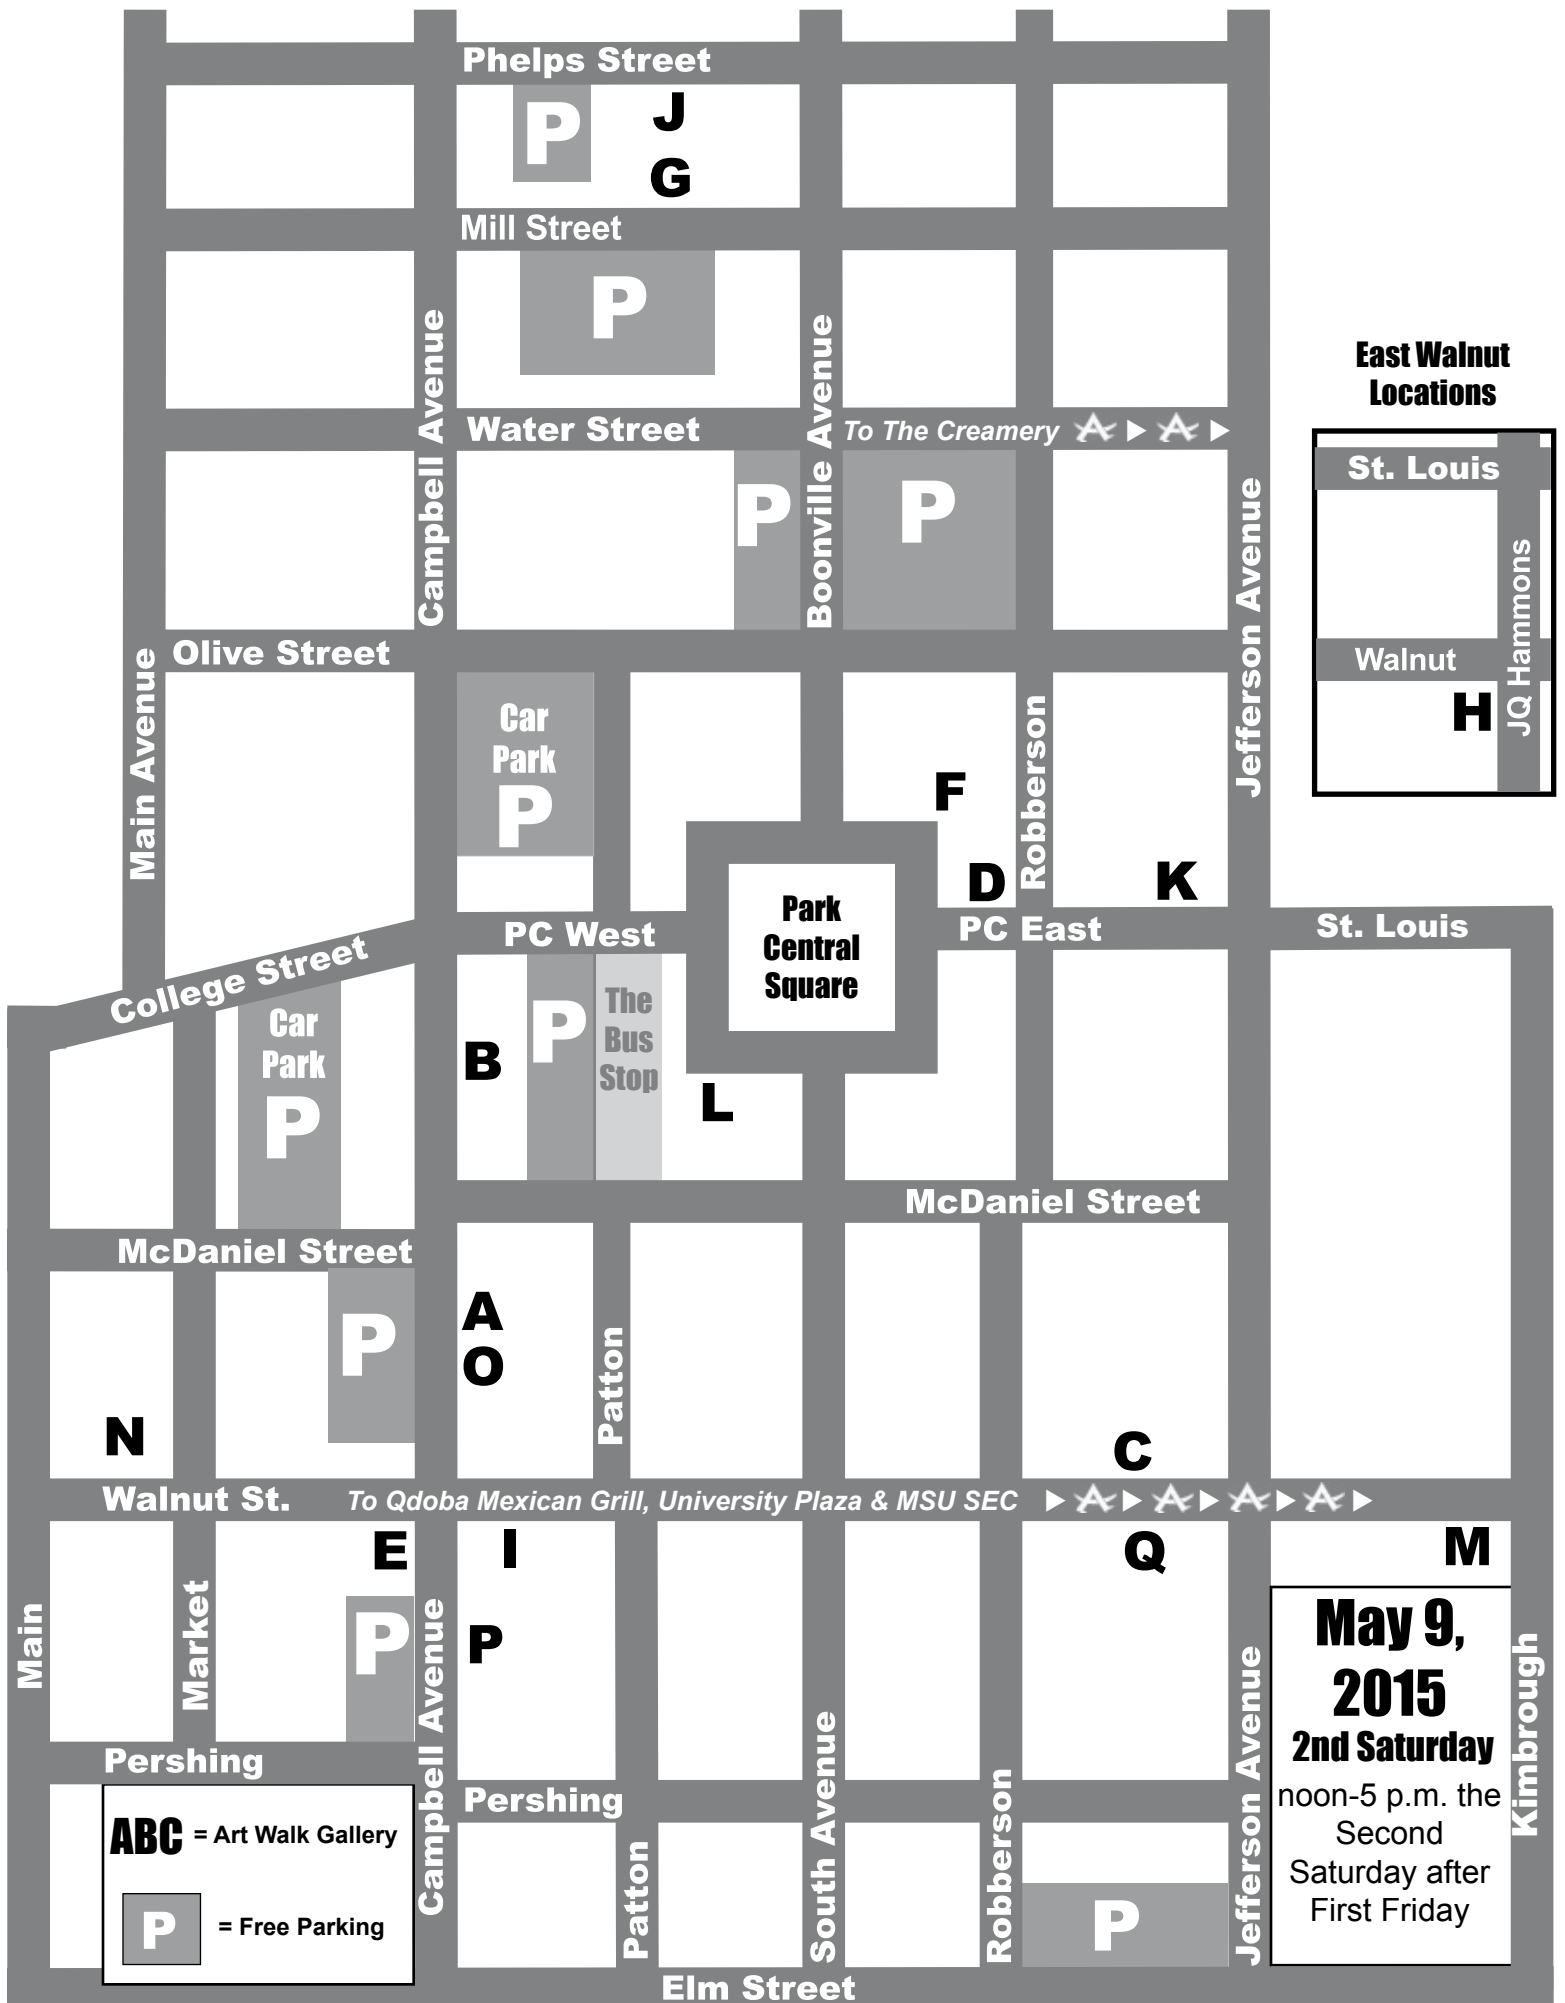 Phelps Street
P
J
G
Mill Street
P
Campbell Avenue
Boonville Avenue
Water Street
To The Creamery
East Walnut
Locations
St. Louis
JQ Hammons
Walnut
H
P
P
Jefferson Avenue
Olive Street
Main Avenue
Car
Park
P
Robberson
F
D
K
Park
Central
Square
PC West
PC East
St. Louis
College Street
Car
Park
P
B
P
The
Bus
Stop
L
McDaniel Street
McDaniel Street
P
A
O
Patton
N
C
Walnut St.
To Qdoba Mexican Grill, University Plaza & MSU SEC
E
I
Q
M
Main
Market
P
Campbell Avenue
P
May 9,
2015
2nd Saturday
noon-5 p.m. the
Second
Saturday after
First Friday
Kimbrough
Pershing
Pershing
ABC = Art Walk Gallery
P = Free Parking
Patton
South Avenue
Robberson
P
Jefferson Avenue
Elm Street